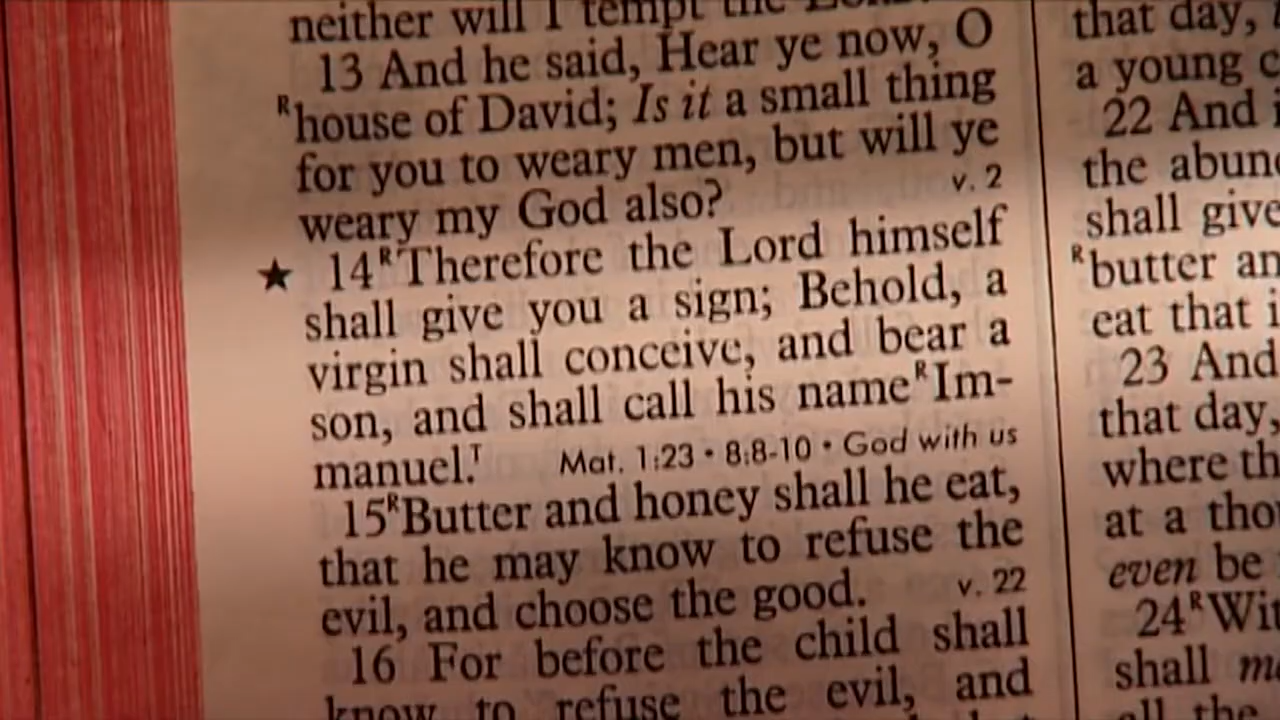 neither will I tempt the LORD.
13 And he said, Hear ye now, O
ᴿhouse of David; Is it a small thing
for you to weary men, but will ye
weary my God also? v. 2
★ 14ᴿTherefore the Lord himself
shall give you a sign; Behold, a
virgin shall conceive, and bear a
son, and shall call his nameᴿIm-
manuel.ᵀ Mat. 1:23 • 8:8-10 • God with us
15ᴿButter and honey shall he eat,
that he may know to refuse the
evil, and choose the good. v. 22
16 For before the child shall
know to refuse the evil, and
that day,
a young
22 And
the abun
shall give
ᴿbutter an
eat that i
23 And
that day,
where th
at a tho
even be
24ᴿWit
shall
all the